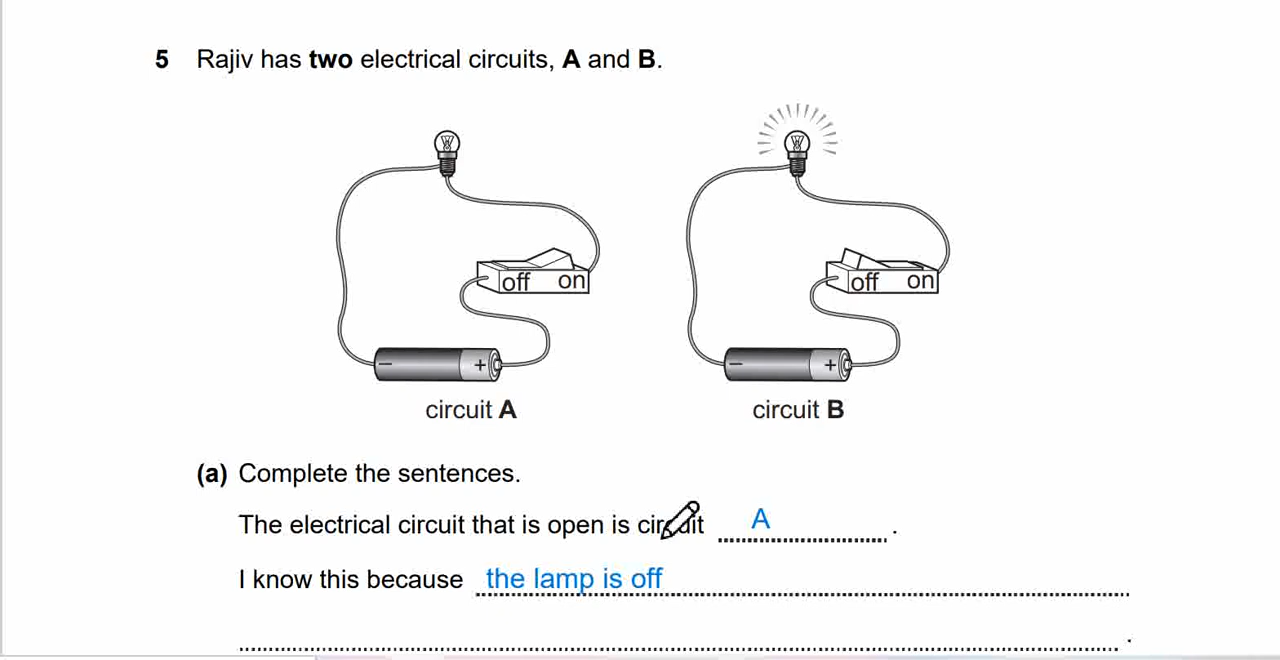 5 Rajiv has two electrical circuits, A and B.
off on
off on
− +
− +
circuit A
circuit B
(a) Complete the sentences.
The electrical circuit that is open is circuit A .
I know this because the lamp is off
.